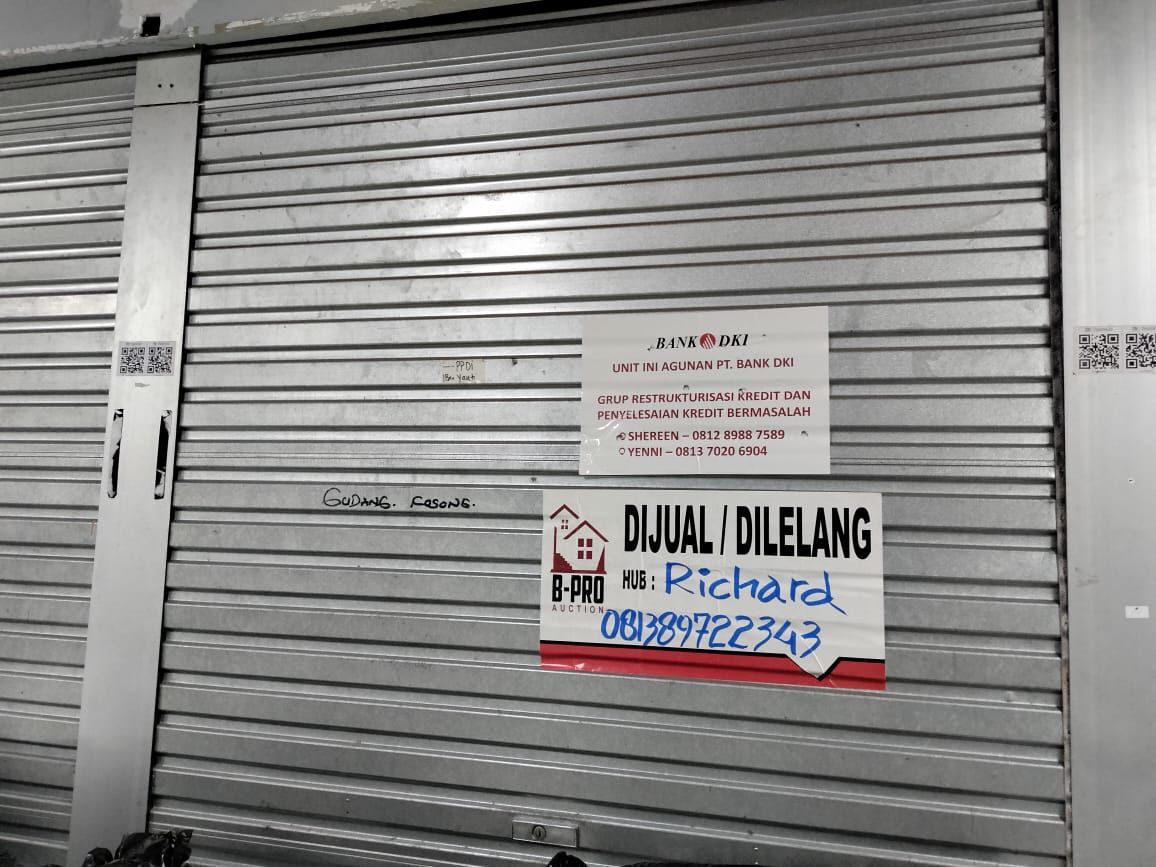 BANK DKI
UNIT INI AGUNAN PT. BANK DKI
GRUP RESTRUKTURISASI KREDIT DAN
PENYELESAIAN KREDIT BERMASALAH
SHEREEN – 0812 8988 7589
YENNI – 0813 7020 6904
PPDI
GUDANG. KOSONG.
DIJUAL / DILELANG
HUB : Richard
081389722343
B-PRO
AUCTION